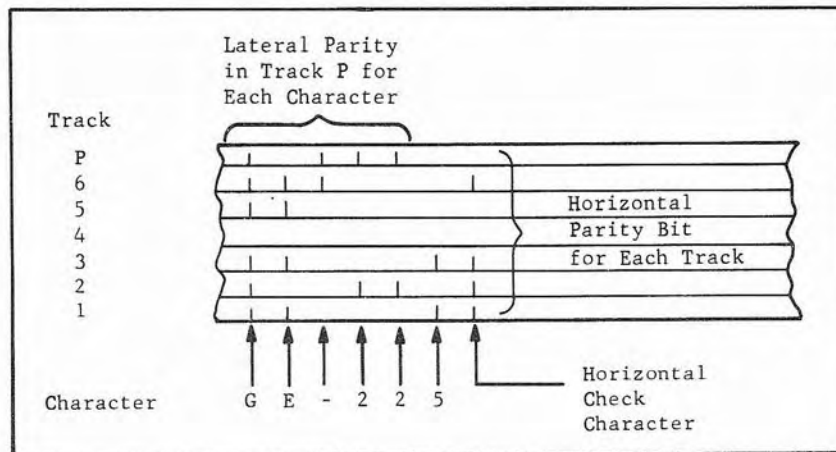 Lateral Parity
in Track P for
Each Character
Track
P
6
5
4
3
2
1
Horizontal
Parity Bit
for Each Track
Character
G E - 2 2 5
Horizontal
Check
Character